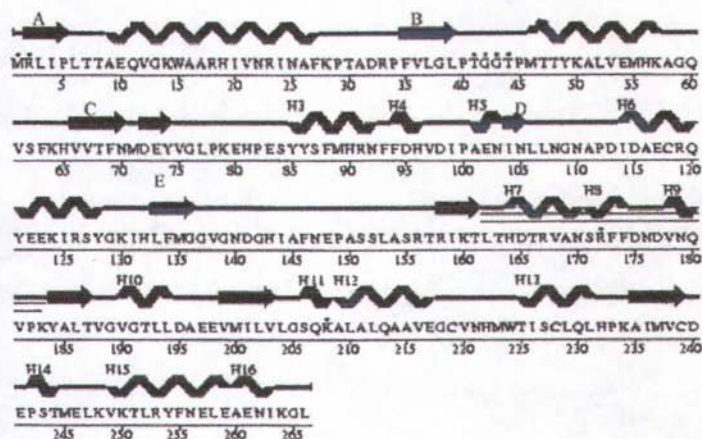 A B
MRLIPLTTAEQVGKWAARHIVNRINAFKPTADRPFVLGLPTGGTPMTTYKALVEMHKAGQ
5 10 15 20 25 30 35 40 45 50 55 60
C H3 H4 H5 D H6
VSFKHVVTFNMDEYVGLPKEHPESYYSFMHRNFFDHVDIPAENINLLNGNAPDIDAECRQ
65 70 75 80 85 90 95 100 105 110 115 120
E H7 H8 H9
YEEKIRSYGKIHLFMGGVGNDGHIAFNEPASSLASRTRIKTLTHDTRVANSRFFDNDVNQ
125 130 135 140 145 150 155 160 165 170 175 180
H10 H11 H12 H13
VPKYALTVGVGTLLDAEEVMILVLGSQKALALQAAVEGCVNHMWTISCLQLHPKAIMVCD
185 190 195 200 205 210 215 220 225 230 235 240
H14 H15 H16
EPSTMELKVKTLRYFNELEAENIKGL
245 250 255 260 265